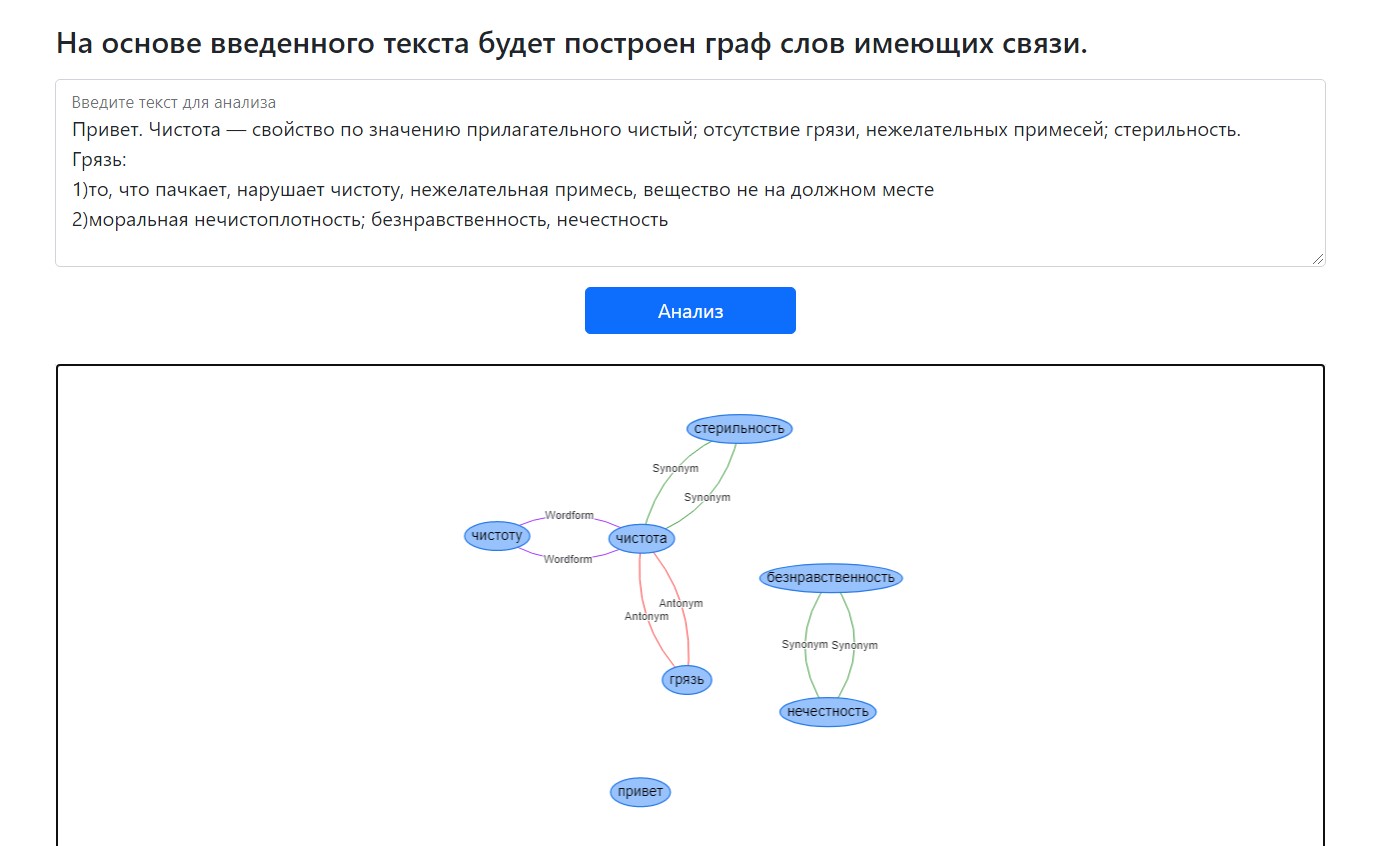 На основе введенного текста будет построен граф слов имеющих связи.
Введите текст для анализа
Привет. Чистота — свойство по значению прилагательного чистый; отсутствие грязи, нежелательных примесей; стерильность.
Грязь:
1)то, что пачкает, нарушает чистоту, нежелательная примесь, вещество не на должном месте
2)моральная нечистоплотность; безнравственность, нечестность
Анализ
стерильность
Synonym
Synonym
Wordform
чистоту
чистота
Wordform
безнравственность
Antonym
Antonym
Synonym Synonym
грязь
нечестность
привет